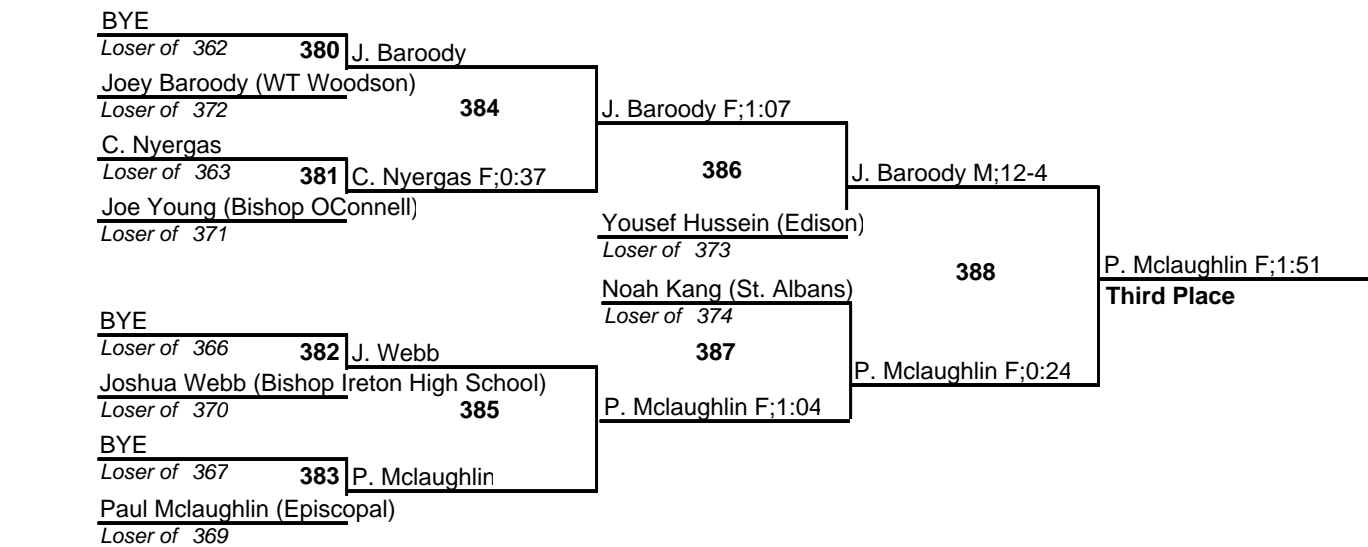 BYE
Loser of 362
380
J. Baroody
Joey Baroody (WT Woodson)
Loser of 372
384
J. Baroody F;1:07
C. Nyergas
Loser of 363
381
C. Nyergas F;0:37
386
J. Baroody M;12-4
Joe Young (Bishop OConnell)
Loser of 371
Yousef Hussein (Edison)
Loser of 373
388
P. Mclaughlin F;1:51
Third Place
Noah Kang (St. Albans)
Loser of 374
BYE
Loser of 366
382
J. Webb
387
P. Mclaughlin F;0:24
Joshua Webb (Bishop Ireton High School)
Loser of 370
385
P. Mclaughlin F;1:04
BYE
Loser of 367
383
P. Mclaughlin
Paul Mclaughlin (Episcopal)
Loser of 369